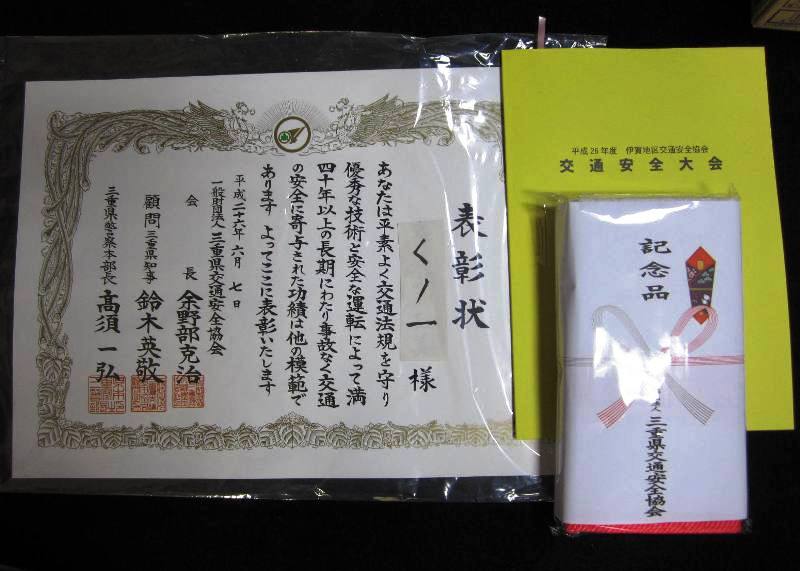 表彰状
くノ一 様
あなたは平素よく交通法規を守り
優秀な技術と安全な運転によって満
四十年以上の長期にわたり事故なく交通
の安全に寄与された功績は他の模範で
あります よってここに表彰いたします
平成二十六年六月七日
一般財団法人三重県交通安全協会
会長 余野部克治
顧問 三重県知事 鈴木英敬
三重県警察本部長 髙須一弘
平成26年度 伊賀地区交通安全協会
交通安全大会
記念品
法人 三重県交通安全協会